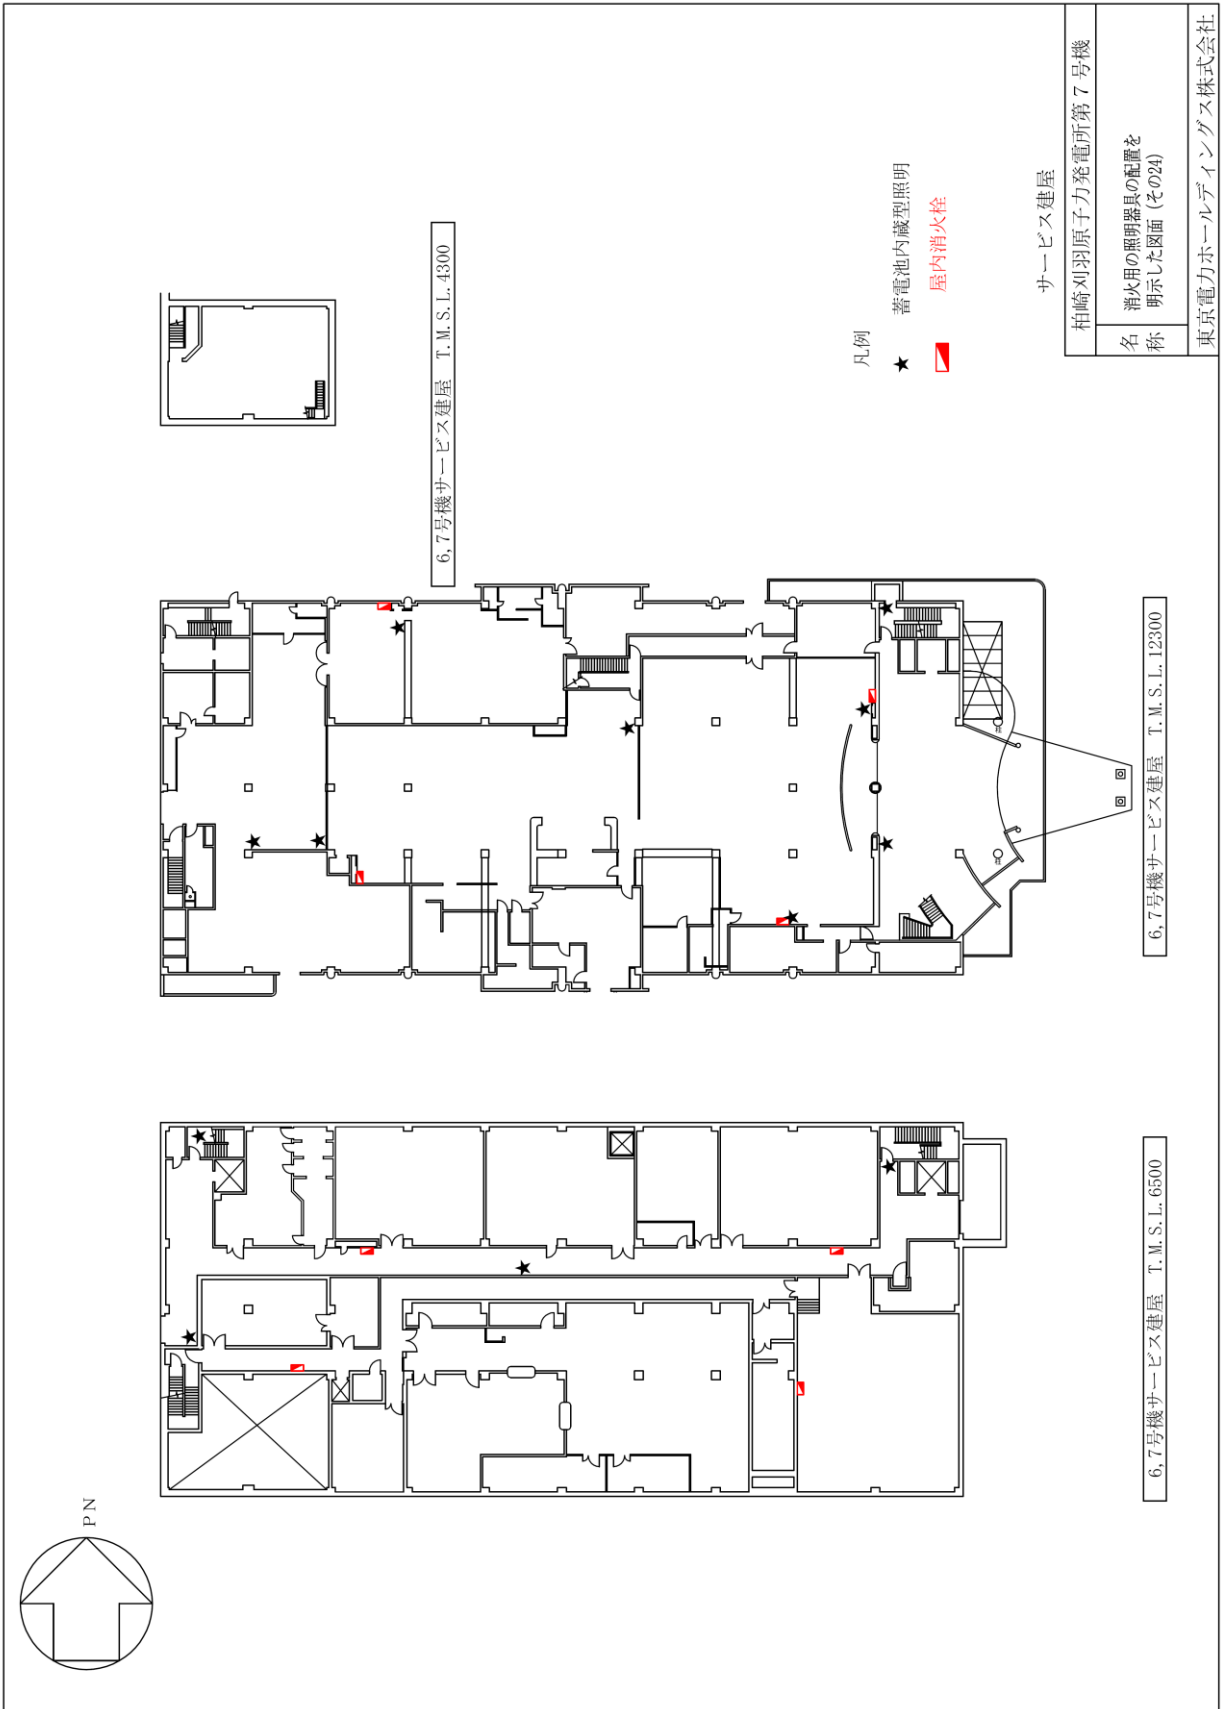 PN
6,7号機サービス建屋 T.M.S.L.4300
6,7号機サービス建屋 T.M.S.L.12300
6,7号機サービス建屋 T.M.S.L.6500
凡例
★ 蓄電池内蔵型照明
屋内消火栓
サービス建屋
柏崎刈羽原子力発電所第7号機
名称
消火用の照明器具の配置を
明示した図面(その24)
東京電力ホールディングス株式会社